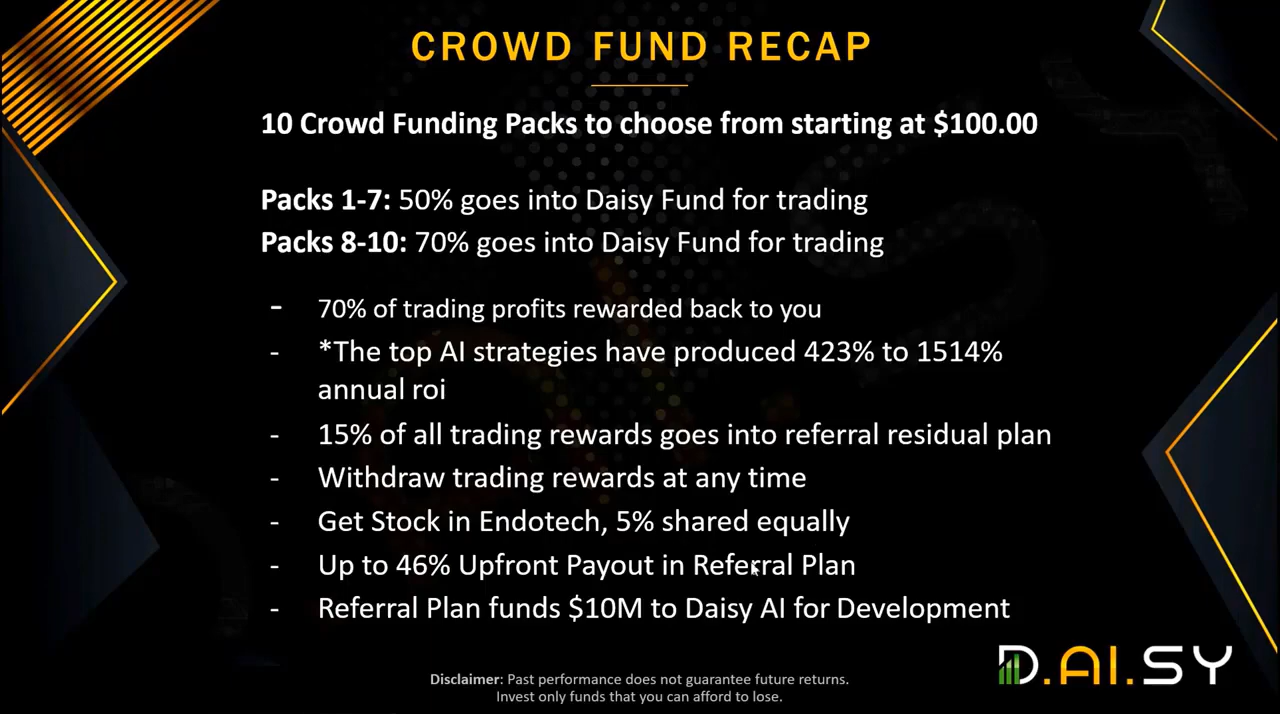 CROWD FUND RECAP
10 Crowd Funding Packs to choose from starting at $100.00
Packs 1-7: 50% goes into Daisy Fund for trading
Packs 8-10: 70% goes into Daisy Fund for trading
- 70% of trading profits rewarded back to you
- *The top AI strategies have produced 423% to 1514%
annual roi
- 15% of all trading rewards goes into referral residual plan
- Withdraw trading rewards at any time
- Get Stock in Endotech, 5% shared equally
- Up to 46% Upfront Payout in Referral Plan
- Referral Plan funds $10M to Daisy AI for Development
D.AI.SY
Disclaimer: Past performance does not guarantee future returns.
Invest only funds that you can afford to lose.